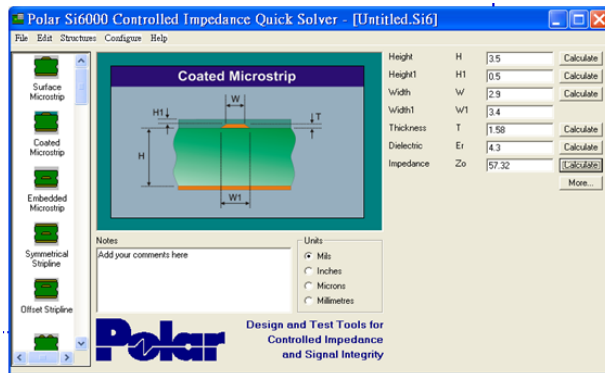 Polar Si6000 Controlled Impedance Quick Solver - [Untitled.Si6]
File Edit Structures Configure Help
Surface
Microstrip
Coated
Microstrip
Embedded
Microstrip
Symmetrical
Stripline
Offset Stripline
Coated Microstrip
W
H1
T
H
W1
Height H 3.5 Calculate
Height1 H1 0.5 Calculate
Width W 2.9 Calculate
Width1 W1 3.4
Thickness T 1.58 Calculate
Dielectric Er 4.3 Calculate
Impedance Zo 57.32 Calculate
More...
Notes
Add your comments here
Units
Mils
Inches
Microns
Millimetres
Polar
Design and Test Tools for
Controlled Impedance
and Signal Integrity